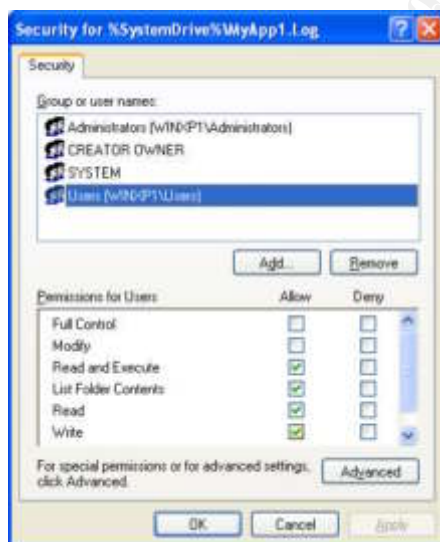 Security for %SystemDrive%\MyApp1.Log
Security
Group or user names:
Administrators (WINXP1\Administrators)
CREATOR OWNER
SYSTEM
Users (WINXP1\Users)
Add... Remove
Permissions for Users Allow Deny
Full Control
Modify
Read and Execute
List Folder Contents
Read
Write
For special permissions or for advanced settings,
click Advanced.
Advanced
OK Cancel Apply